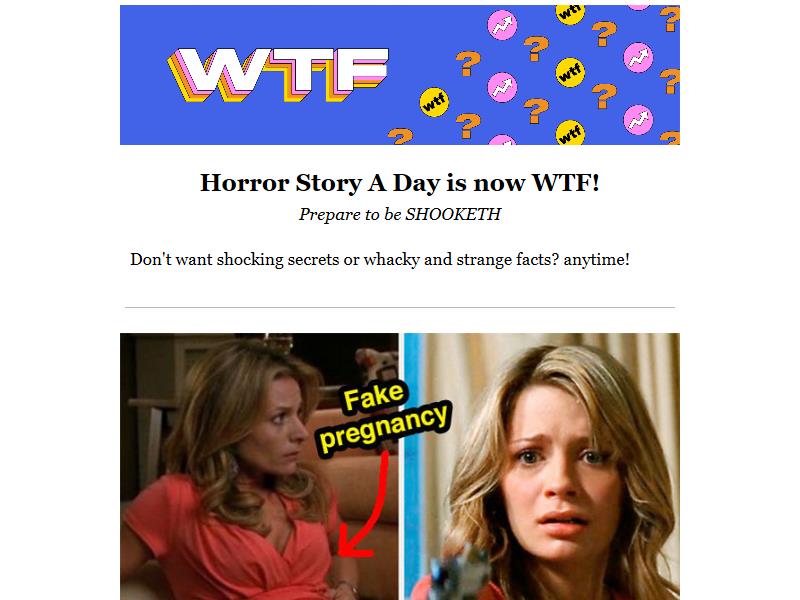 WTF
wtf
wtf
wtf
wtf
Horror Story A Day is now WTF!
Prepare to be SHOOKETH
Don't want shocking secrets or whacky and strange facts? anytime!
Fake
pregnancy